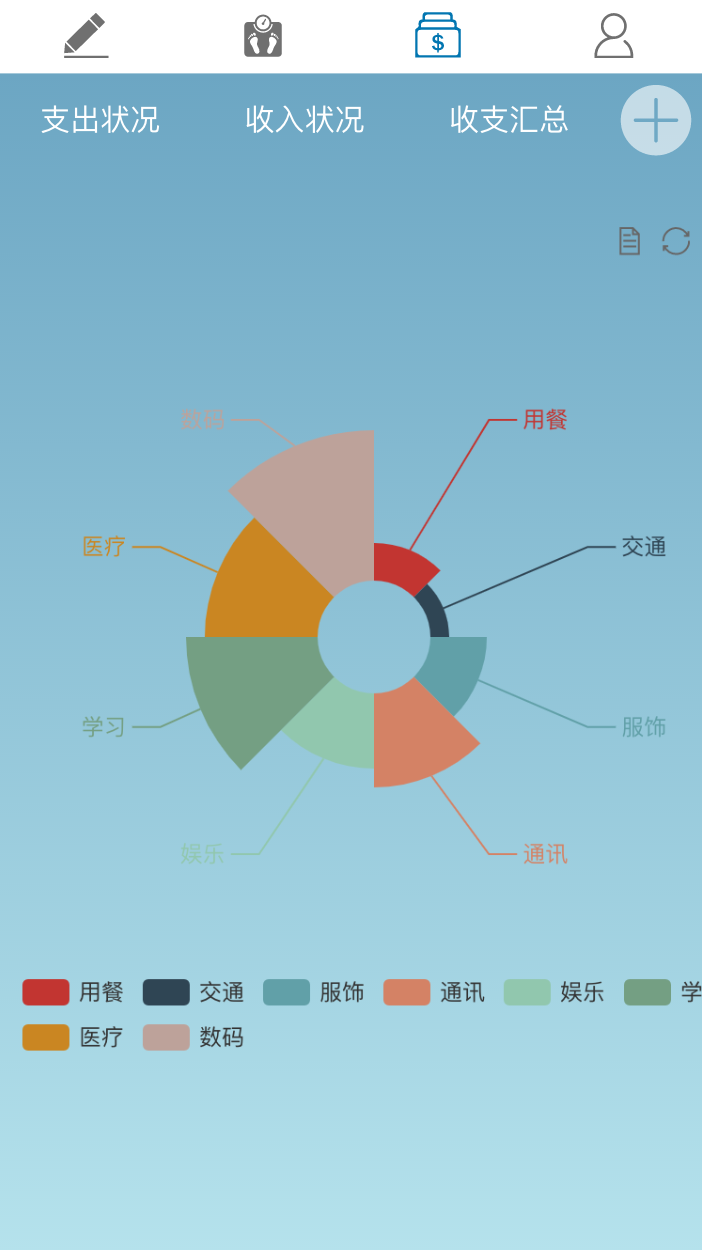 $
支出状况 收入状况 收支汇总
数码 用餐
医疗 交通
学习 服饰
娱乐 通讯
用餐 交通 服饰 通讯 娱乐 学
医疗 数码